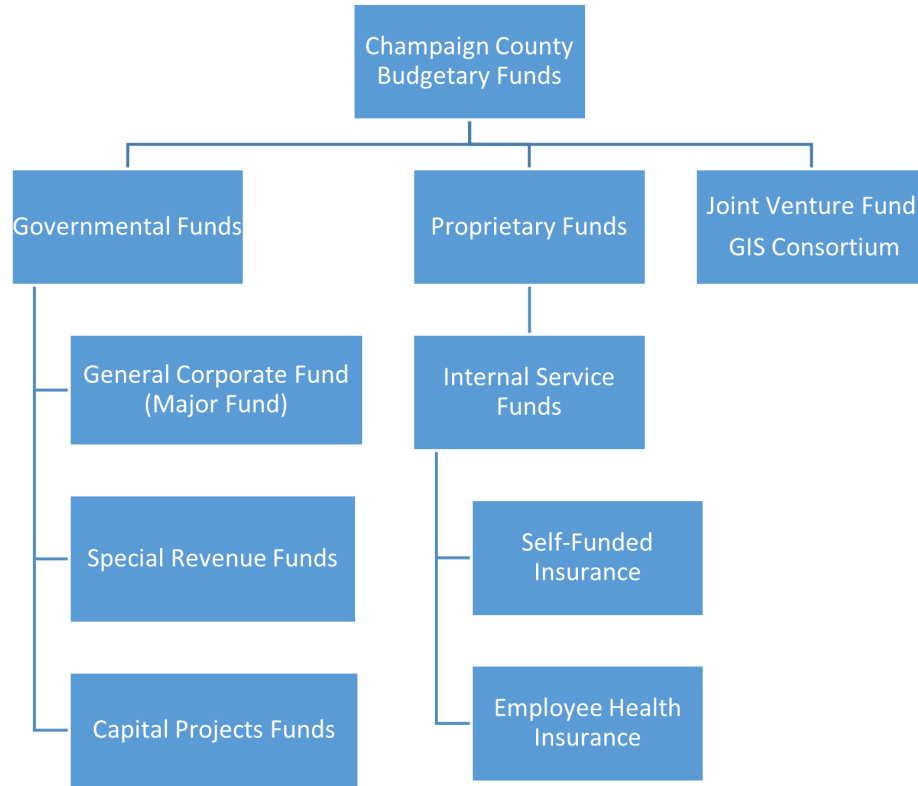 Champaign County
Budgetary Funds
Governmental Funds
Proprietary Funds
Joint Venture Fund
GIS Consortium
General Corporate Fund
(Major Fund)
Special Revenue Funds
Capital Projects Funds
Internal Service
Funds
Self-Funded
Insurance
Employee Health
Insurance